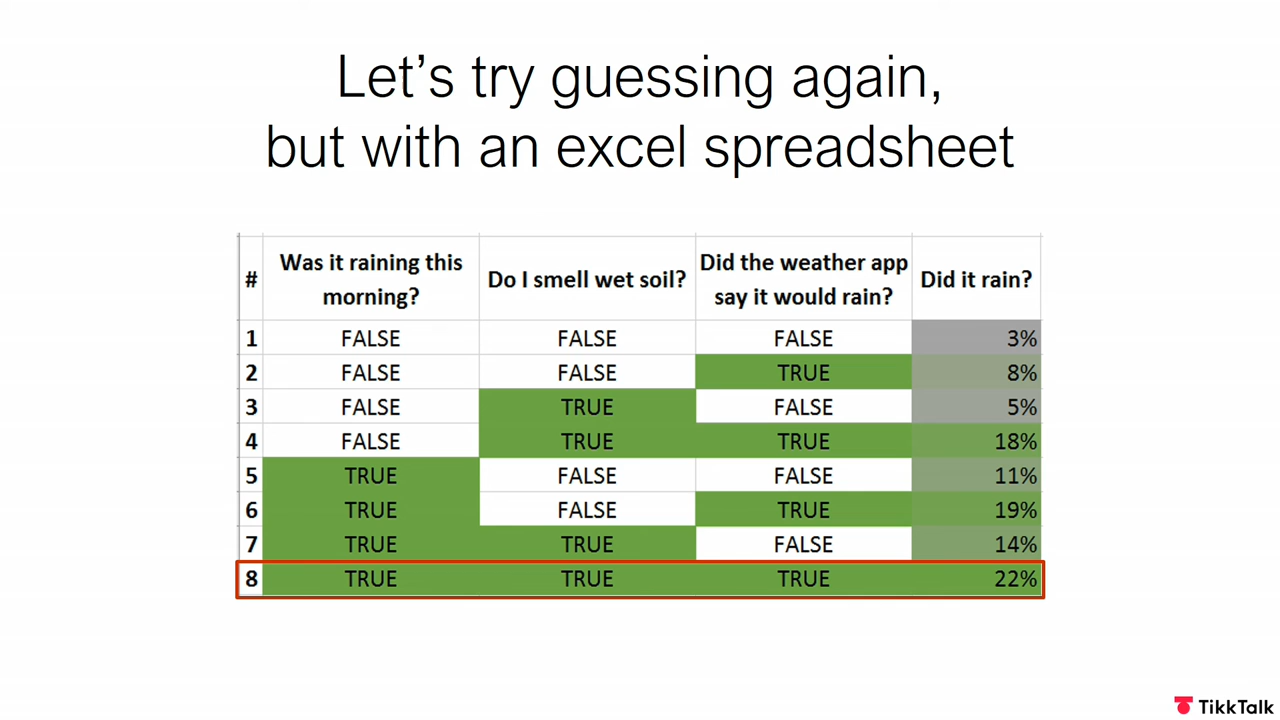 Let's try guessing again,
but with an excel spreadsheet
# Was it raining this morning? Do I smell wet soil? Did the weather app say it would rain? Did it rain?
1 FALSE FALSE FALSE 3%
2 FALSE FALSE TRUE 8%
3 FALSE TRUE FALSE 5%
4 FALSE TRUE TRUE 18%
5 TRUE FALSE FALSE 11%
6 TRUE FALSE TRUE 19%
7 TRUE TRUE FALSE 14%
8 TRUE TRUE TRUE 22%
TikkTalk